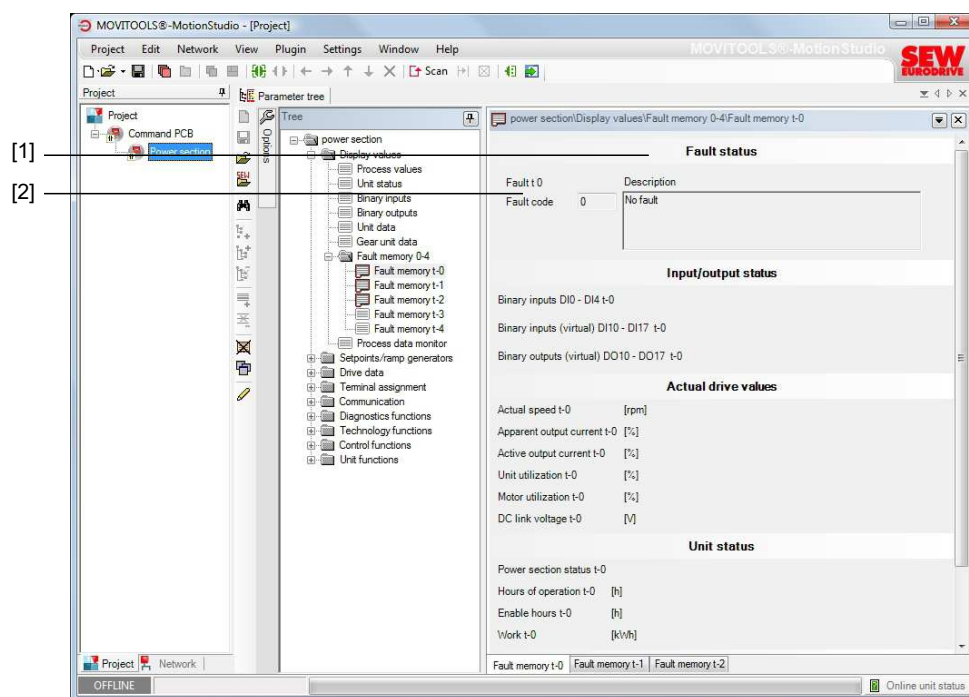 MOVITOOLS®-MotionStudio - [Project]
Project Edit Network View Plugin Settings Window Help
MOVITOOLS®-MotionStudio
SEW
EURODRIVE
Scan
Project
Parameter tree
Project
Command PCB
Power section
Options
Tree
power section
Display values
Process values
Unit status
Binary inputs
Binary outputs
Unit data
Gear unit data
Fault memory 0-4
Fault memory t-0
Fault memory t-1
Fault memory t-2
Fault memory t-3
Fault memory t-4
Process data monitor
Setpoints/ramp generators
Drive data
Terminal assignment
Communication
Diagnostics functions
Technology functions
Control functions
Unit functions
power section\Display values\Fault memory 0-4\Fault memory t-0
[1]
Fault status
[2]
Fault t 0 Description
Fault code 0 No fault
Input/output status
Binary inputs DI0 - DI4 t-0
Binary inputs (virtual) DI10 - DI17 t-0
Binary outputs (virtual) DO10 - DO17 t-0
Actual drive values
Actual speed t-0 [rpm]
Apparent output current t-0 [%]
Active output current t-0 [%]
Unit utilization t-0 [%]
Motor utilization t-0 [%]
DC link voltage t-0 [V]
Unit status
Power section status t-0
Hours of operation t-0 [h]
Enable hours t-0 [h]
Work t-0 [kWh]
Project Network
Fault memory t-0 Fault memory t-1 Fault memory t-2
OFFLINE
Online unit status